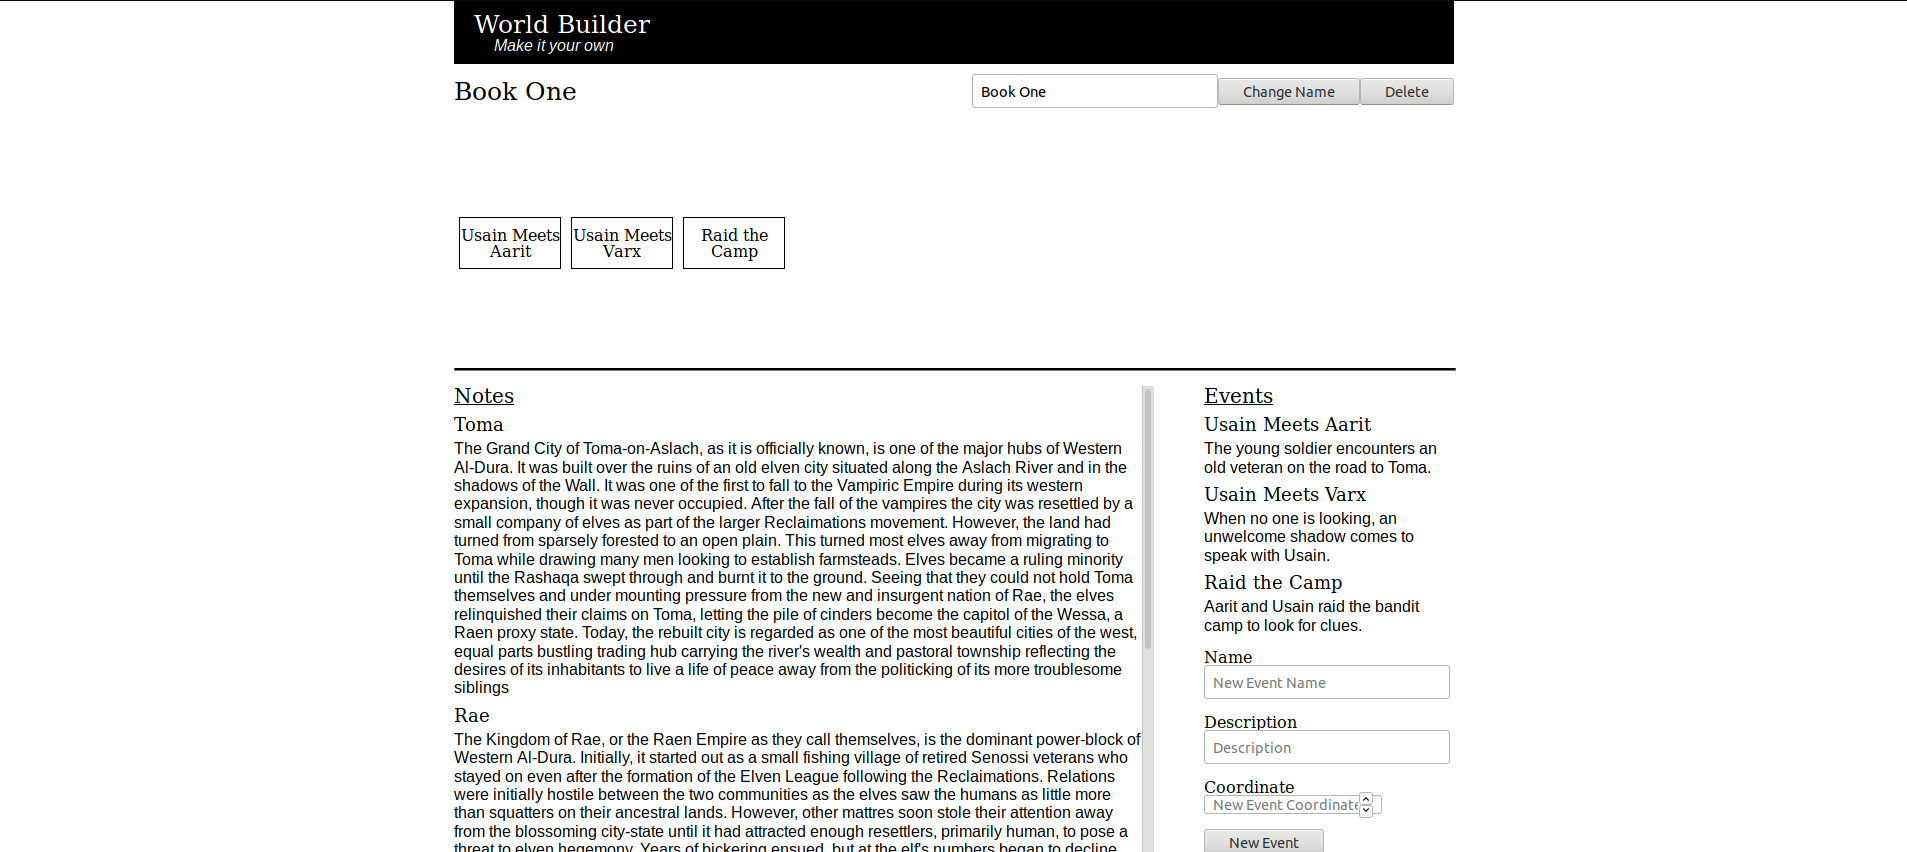 World Builder
Make it your own
Book One
Book One
Change Name
Delete
Usain Meets
Aarit
Usain Meets
Varx
Raid the
Camp
Notes
Toma
The Grand City of Toma-on-Aslach, as it is officially known, is one of the major hubs of Western
Al-Dura. It was built over the ruins of an old elven city situated along the Aslach River and in the
shadows of the Wall. It was one of the first to fall to the Vampiric Empire during its western
expansion, though it was never occupied. After the fall of the vampires the city was resettled by a
small company of elves as part of the larger Reclaimations movement. However, the land had
turned from sparsely forested to an open plain. This turned most elves away from migrating to
Toma while drawing many men looking to establish farmsteads. Elves became a ruling minority
until the Rashaqa swept through and burnt it to the ground. Seeing that they could not hold Toma
themselves and under mounting pressure from the new and insurgent nation of Rae, the elves
relinquished their claims on Toma, letting the pile of cinders become the capitol of the Wessa, a
Raen proxy state. Today, the rebuilt city is regarded as one of the most beautiful cities of the west,
equal parts bustling trading hub carrying the river's wealth and pastoral township reflecting the
desires of its inhabitants to live a life of peace away from the politicking of its more troublesome
siblings
Rae
The Kingdom of Rae, or the Raen Empire as they call themselves, is the dominant power-block of
Western Al-Dura. Initially, it started out as a small fishing village of retired Senossi veterans who
stayed on even after the formation of the Elven League following the Reclaimations. Relations
were initially hostile between the two communities as the elves saw the humans as little more
than squatters on their ancestral lands. However, other mattres soon stole their attention away
from the blossoming city-state until it had attracted enough resettlers, primarily human, to pose a
threat to elven hegemony. Years of bickering ensued, but at the elf's numbers began to decline
Events
Usain Meets Aarit
The young soldier encounters an
old veteran on the road to Toma.
Usain Meets Varx
When no one is looking, an
unwelcome shadow comes to
speak with Usain.
Raid the Camp
Aarit and Usain raid the bandit
camp to look for clues.
Name
New Event Name
Description
Description
Coordinate
New Event Coordinate
New Event